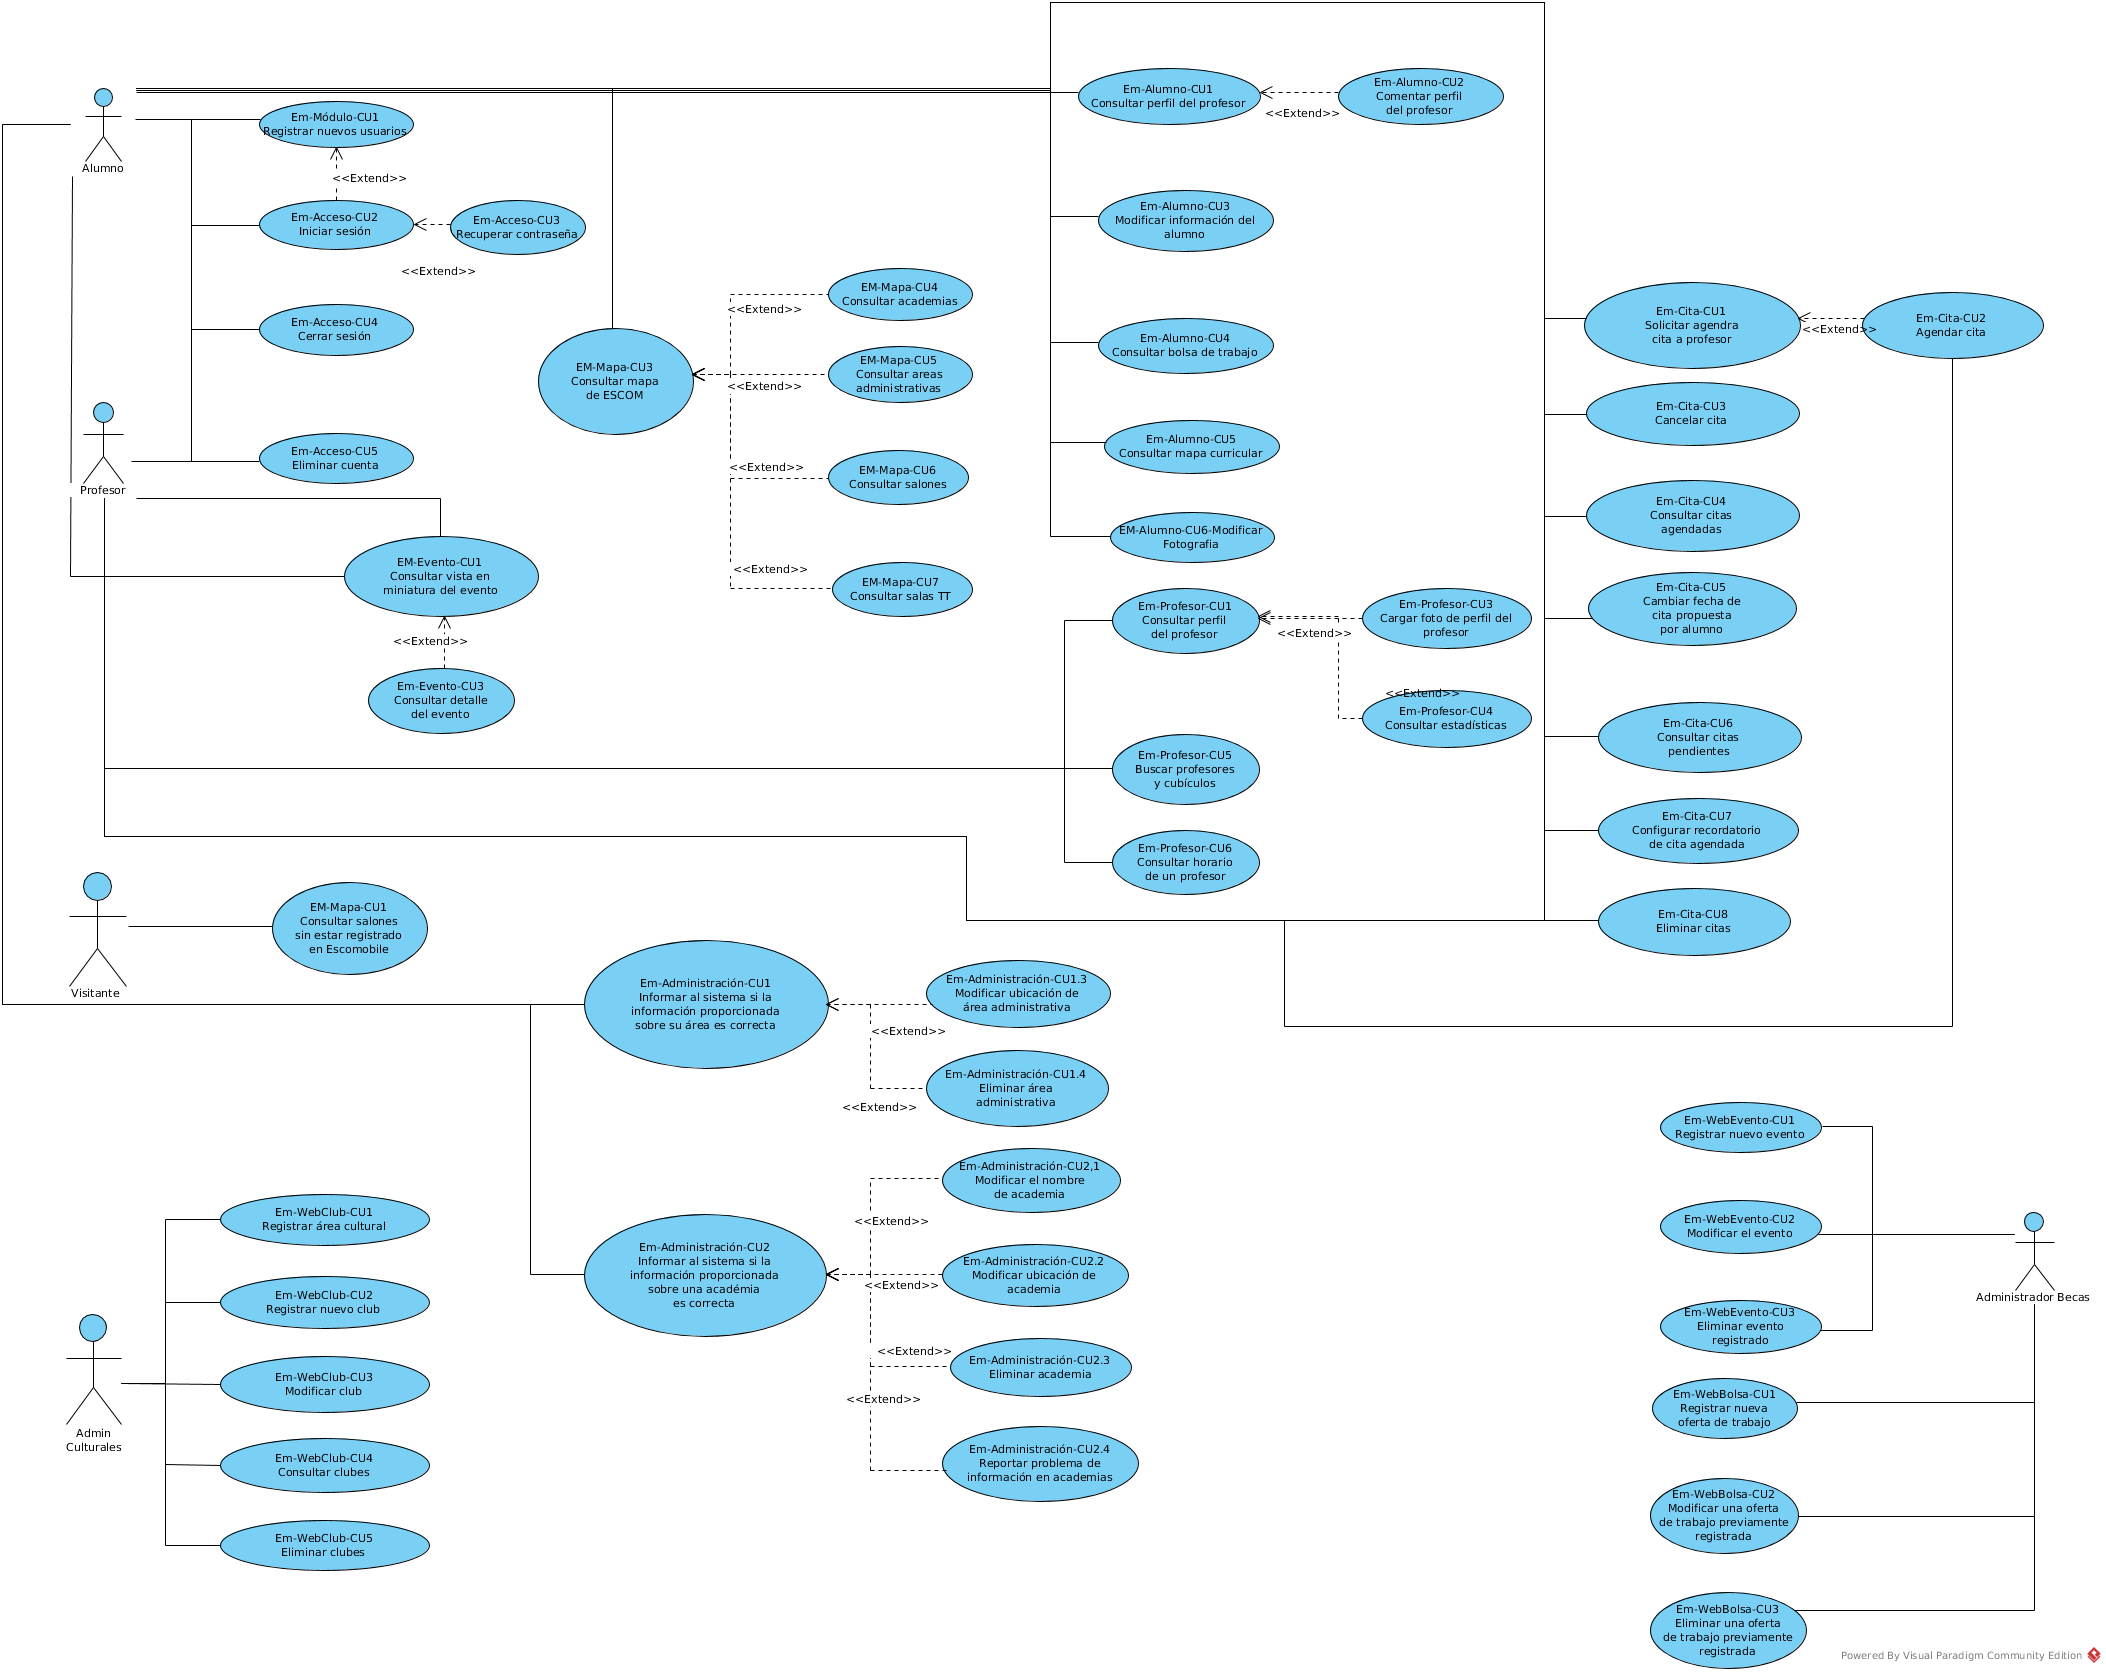 Alumno
Em-Módulo-CU1
Registrar nuevos usuarios
<<Extend>>
Em-Acceso-CU2
Iniciar sesión
Em-Acceso-CU3
Recuperar contraseña
<<Extend>>
Em-Acceso-CU4
Cerrar sesión
Em-Acceso-CU5
Eliminar cuenta
Profesor
EM-Evento-CU1
Consultar vista en
miniatura del evento
<<Extend>>
Em-Evento-CU3
Consultar detalle
del evento
EM-Mapa-CU3
Consultar mapa
de ESCOM
EM-Mapa-CU4
Consultar academias
<<Extend>>
EM-Mapa-CU5
Consultar areas
administrativas
<<Extend>>
<<Extend>>
EM-Mapa-CU6
Consultar salones
<<Extend>>
EM-Mapa-CU7
Consultar salas TT
Em-Alumno-CU1
Consultar perfil del profesor
<<Extend>>
Em-Alumno-CU2
Comentar perfil
del profesor
Em-Alumno-CU3
Modificar información del
alumno
Em-Alumno-CU4
Consultar bolsa de trabajo
Em-Alumno-CU5
Consultar mapa curricular
EM-Alumno-CU6-Modificar
Fotografia
Em-Profesor-CU1
Consultar perfil
del profesor
<<Extend>>
Em-Profesor-CU3
Cargar foto de perfil del
profesor
<<Extend>>
Em-Profesor-CU4
Consultar estadísticas
Em-Profesor-CU5
Buscar profesores
y cubículos
Em-Profesor-CU6
Consultar horario
de un profesor
Em-Cita-CU1
Solicitar agendra
cita a profesor
<<Extend>>
Em-Cita-CU2
Agendar cita
Em-Cita-CU3
Cancelar cita
Em-Cita-CU4
Consultar citas
agendadas
Em-Cita-CU5
Cambiar fecha de
cita propuesta
por alumno
Em-Cita-CU6
Consultar citas
pendientes
Em-Cita-CU7
Configurar recordatorio
de cita agendada
Em-Cita-CU8
Eliminar citas
Visitante
EM-Mapa-CU1
Consultar salones
sin estar registrado
en Escomobile
Em-Administración-CU1
Informar al sistema si la
información proporcionada
sobre su área es correcta
Em-Administración-CU1.3
Modificar ubicación de
área administrativa
<<Extend>>
Em-Administración-CU1.4
Eliminar área
administrativa
<<Extend>>
Em-Administración-CU2
Informar al sistema si la
información proporcionada
sobre una académia
es correcta
Em-Administración-CU2,1
Modificar el nombre
de academia
<<Extend>>
Em-Administración-CU2.2
Modificar ubicación de
academia
<<Extend>>
<<Extend>>
Em-Administración-CU2.3
Eliminar academia
<<Extend>>
Em-Administración-CU2.4
Reportar problema de
información en academias
Admin
Culturales
Em-WebClub-CU1
Registrar área cultural
Em-WebClub-CU2
Registrar nuevo club
Em-WebClub-CU3
Modificar club
Em-WebClub-CU4
Consultar clubes
Em-WebClub-CU5
Eliminar clubes
Em-WebEvento-CU1
Registrar nuevo evento
Em-WebEvento-CU2
Modificar el evento
Em-WebEvento-CU3
Eliminar evento
registrado
Administrador Becas
Em-WebBolsa-CU1
Registrar nueva
oferta de trabajo
Em-WebBolsa-CU2
Modificar una oferta
de trabajo previamente
registrada
Em-WebBolsa-CU3
Eliminar una oferta
de trabajo previamente
registrada
Powered By Visual Paradigm Community Edition